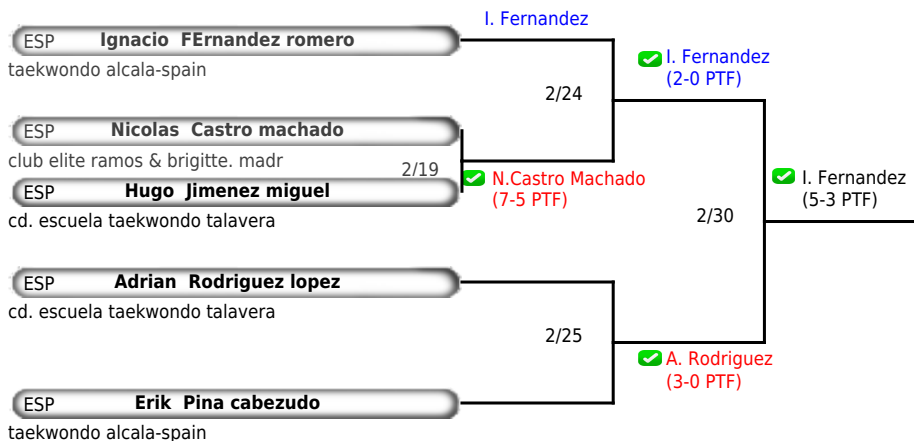 I. Fernandez
ESP Ignacio FErnandez romero
taekwondo alcala-spain
I. Fernandez
(2-0 PTF)
2/24
ESP Nicolas Castro machado
club elite ramos & brigitte. madr
2/19
N.Castro Machado
(7-5 PTF)
ESP Hugo Jimenez miguel
cd. escuela taekwondo talavera
I. Fernandez
(5-3 PTF)
2/30
ESP Adrian Rodriguez lopez
cd. escuela taekwondo talavera
2/25
A. Rodriguez
(3-0 PTF)
ESP Erik Pina cabezudo
taekwondo alcala-spain